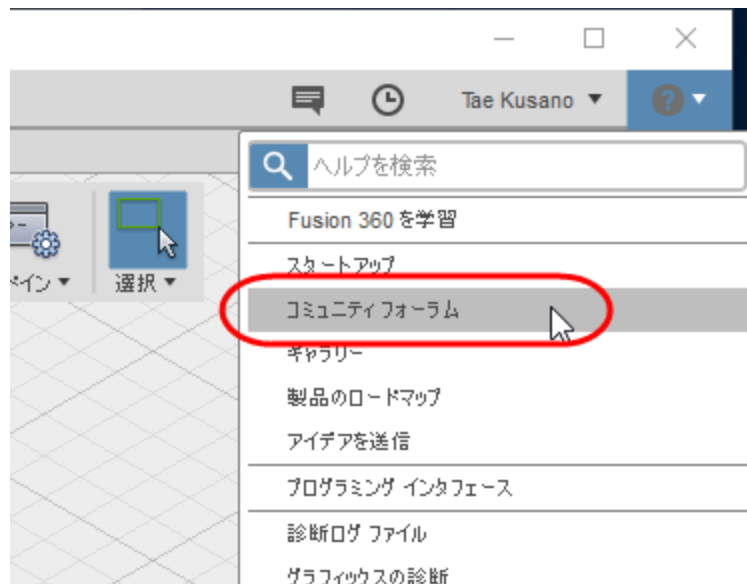 Tae Kusano
ヘルプを検索
Fusion 360 を学習
スタートアップ
コミュニティ フォーラム
ギャラリー
製品のロードマップ
アイデアを送信
プログラミング インタフェース
診断ログ ファイル
グラフィックスの診断
ペイン
選択